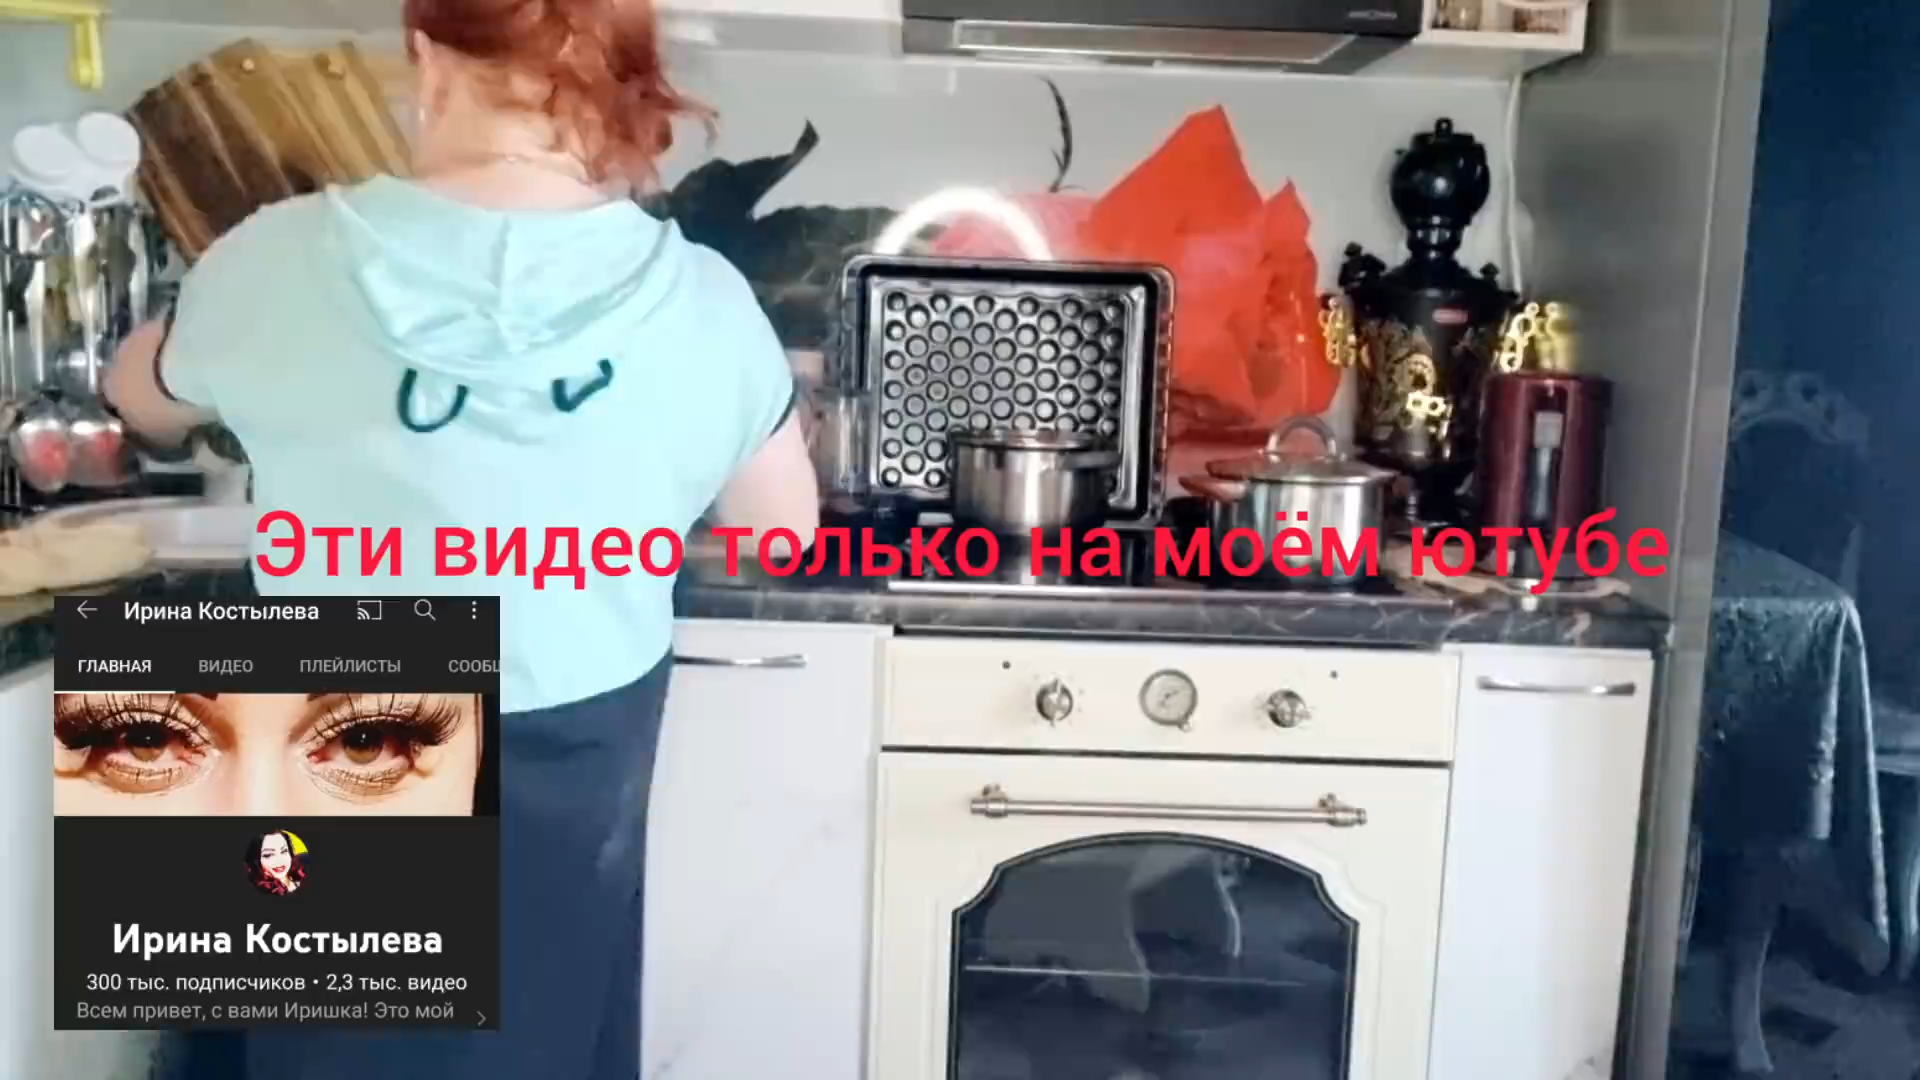 Эти видео только на моём ютубе
Ирина Костылева
ГЛАВНАЯ ВИДЕО ПЛЕЙЛИСТЫ СООБЩ
Ирина Костылева
300 тыс. подписчиков • 2,3 тыс. видео
Всем привет, с вами Иришка! Это мой